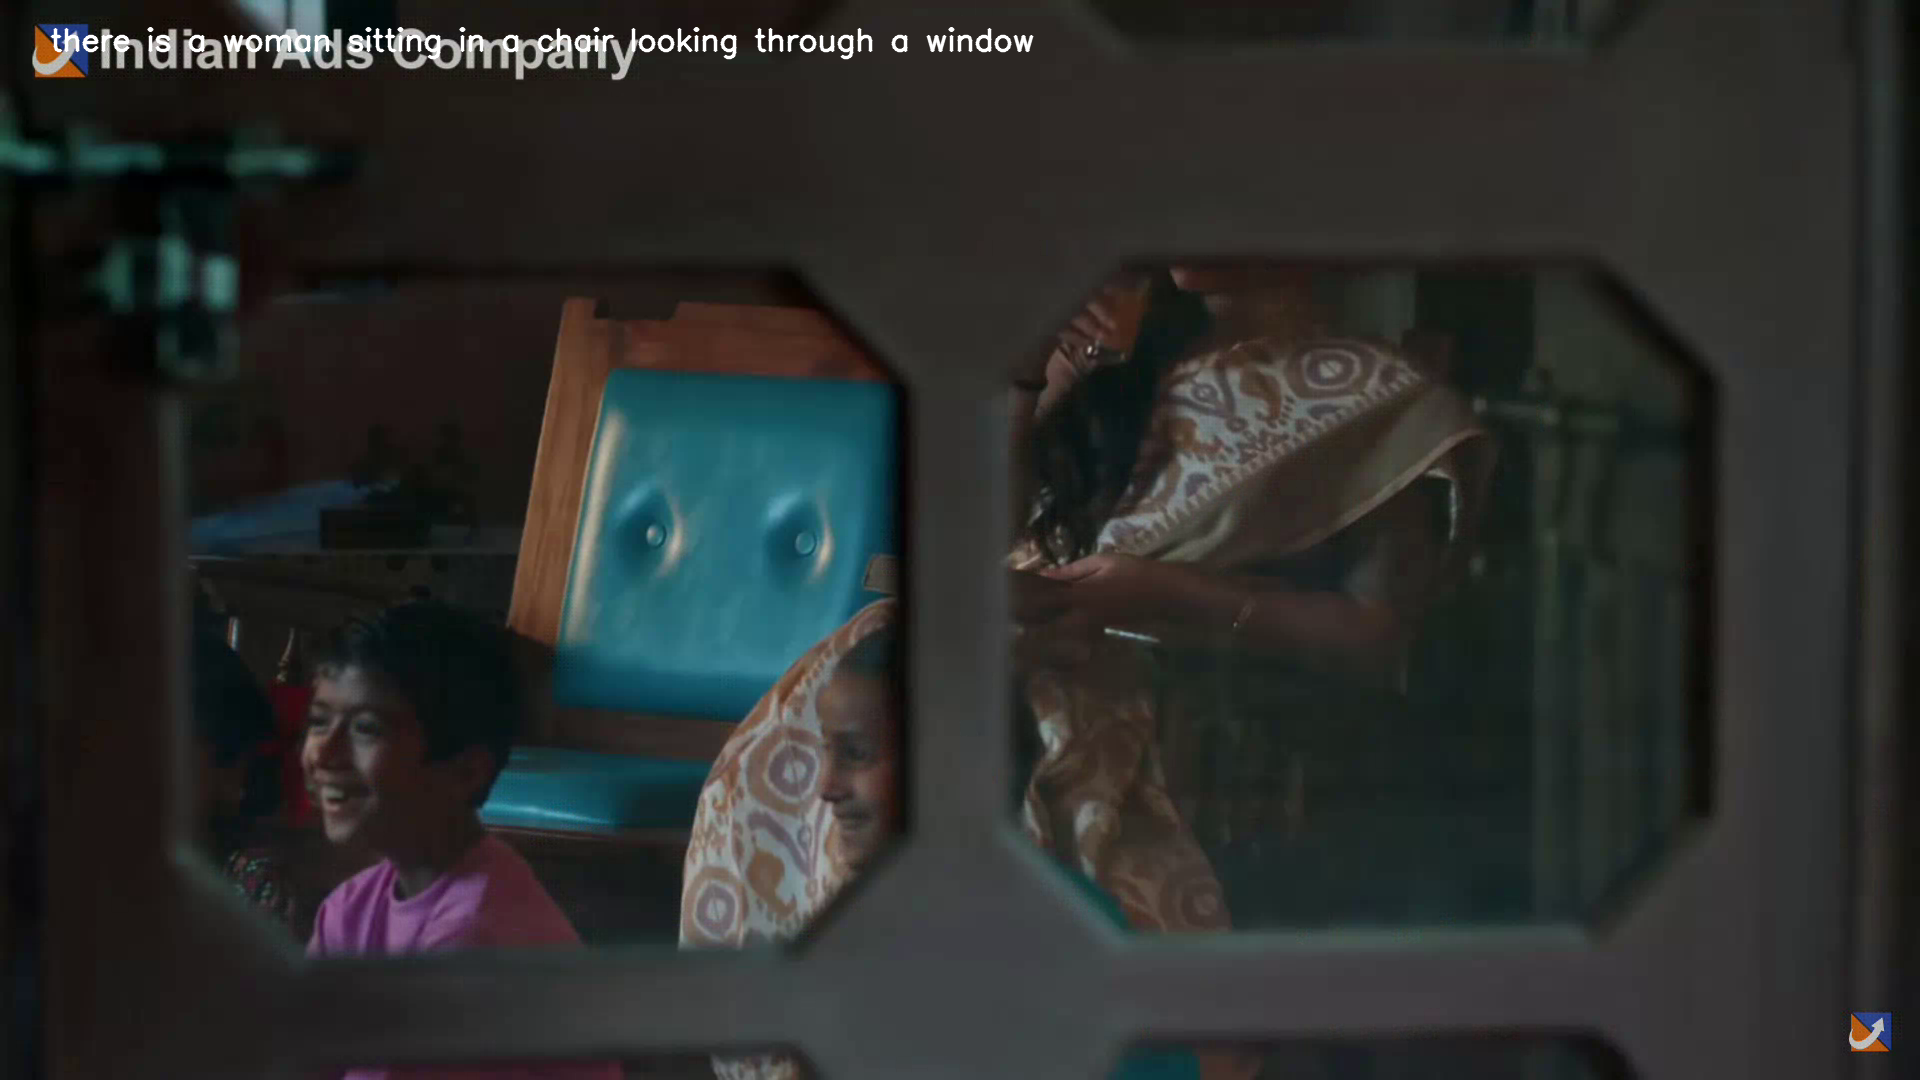 there is a woman sitting in a chair looking through a window
Indian Ads Company